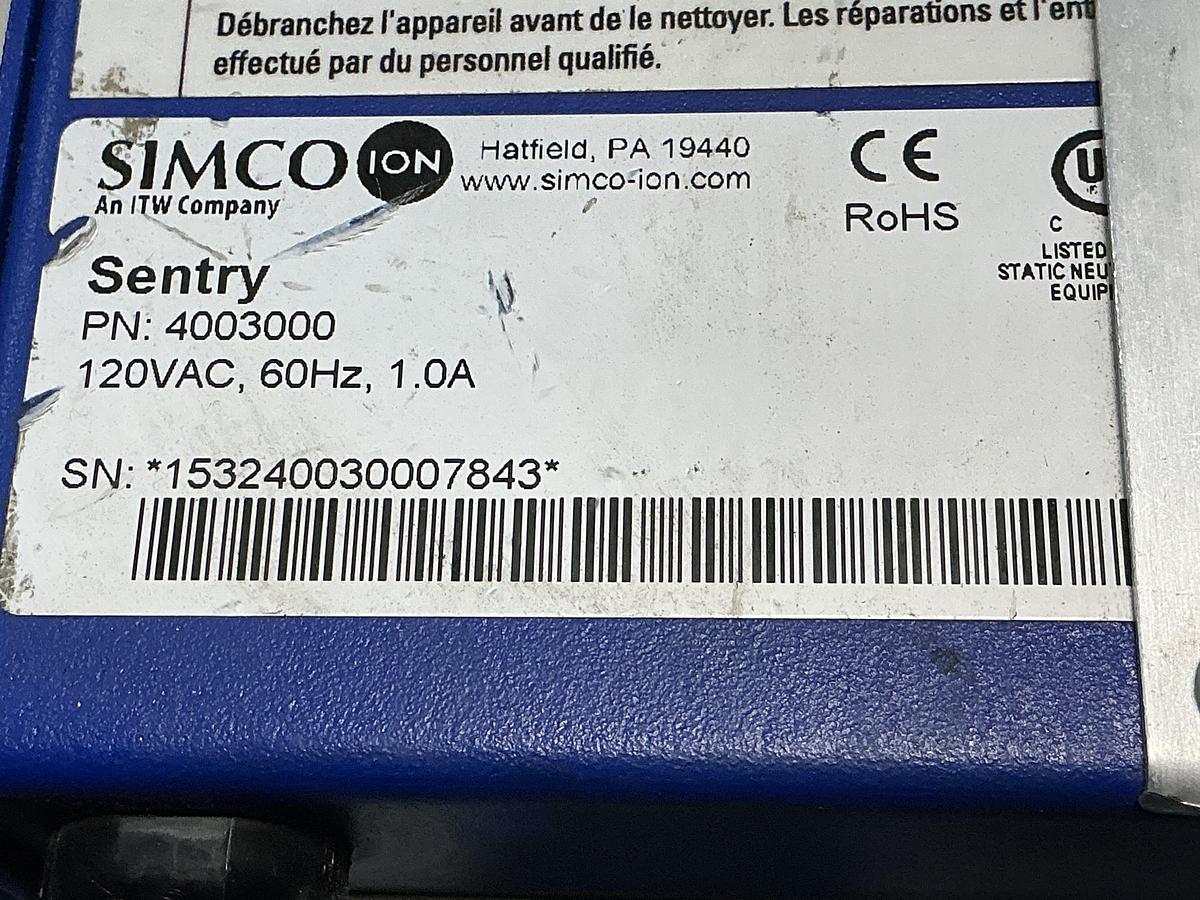 Débranchez l'appareil avant de le nettoyer. Les réparations et l'ent
effectué par du personnel qualifié.
SIMCO ION
An ITW Company
Hatfield, PA 19440
www.simco-ion.com
CE
RoHS
C
LISTED
STATIC NEU
EQUIP
Sentry
PN: 4003000
120VAC, 60Hz, 1.0A
SN: *153240030007843*